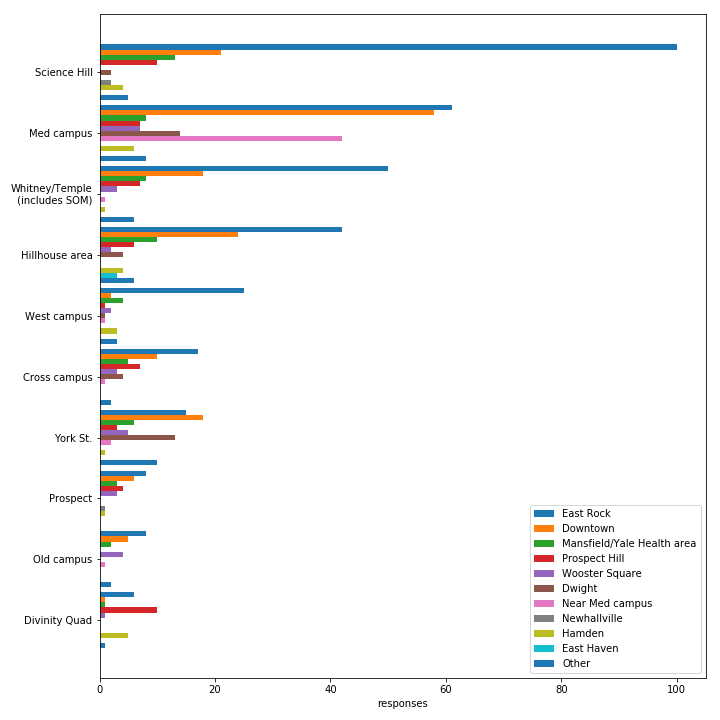 Science Hill
Med campus
Whitney/Temple
(includes SOM)
Hillhouse area
West campus
Cross campus
York St.
Prospect
Old campus
Divinity Quad
East Rock
Downtown
Mansfield/Yale Health area
Prospect Hill
Wooster Square
Dwight
Near Med campus
Newhallville
Hamden
East Haven
Other
0 20 40 60 80 100
responses